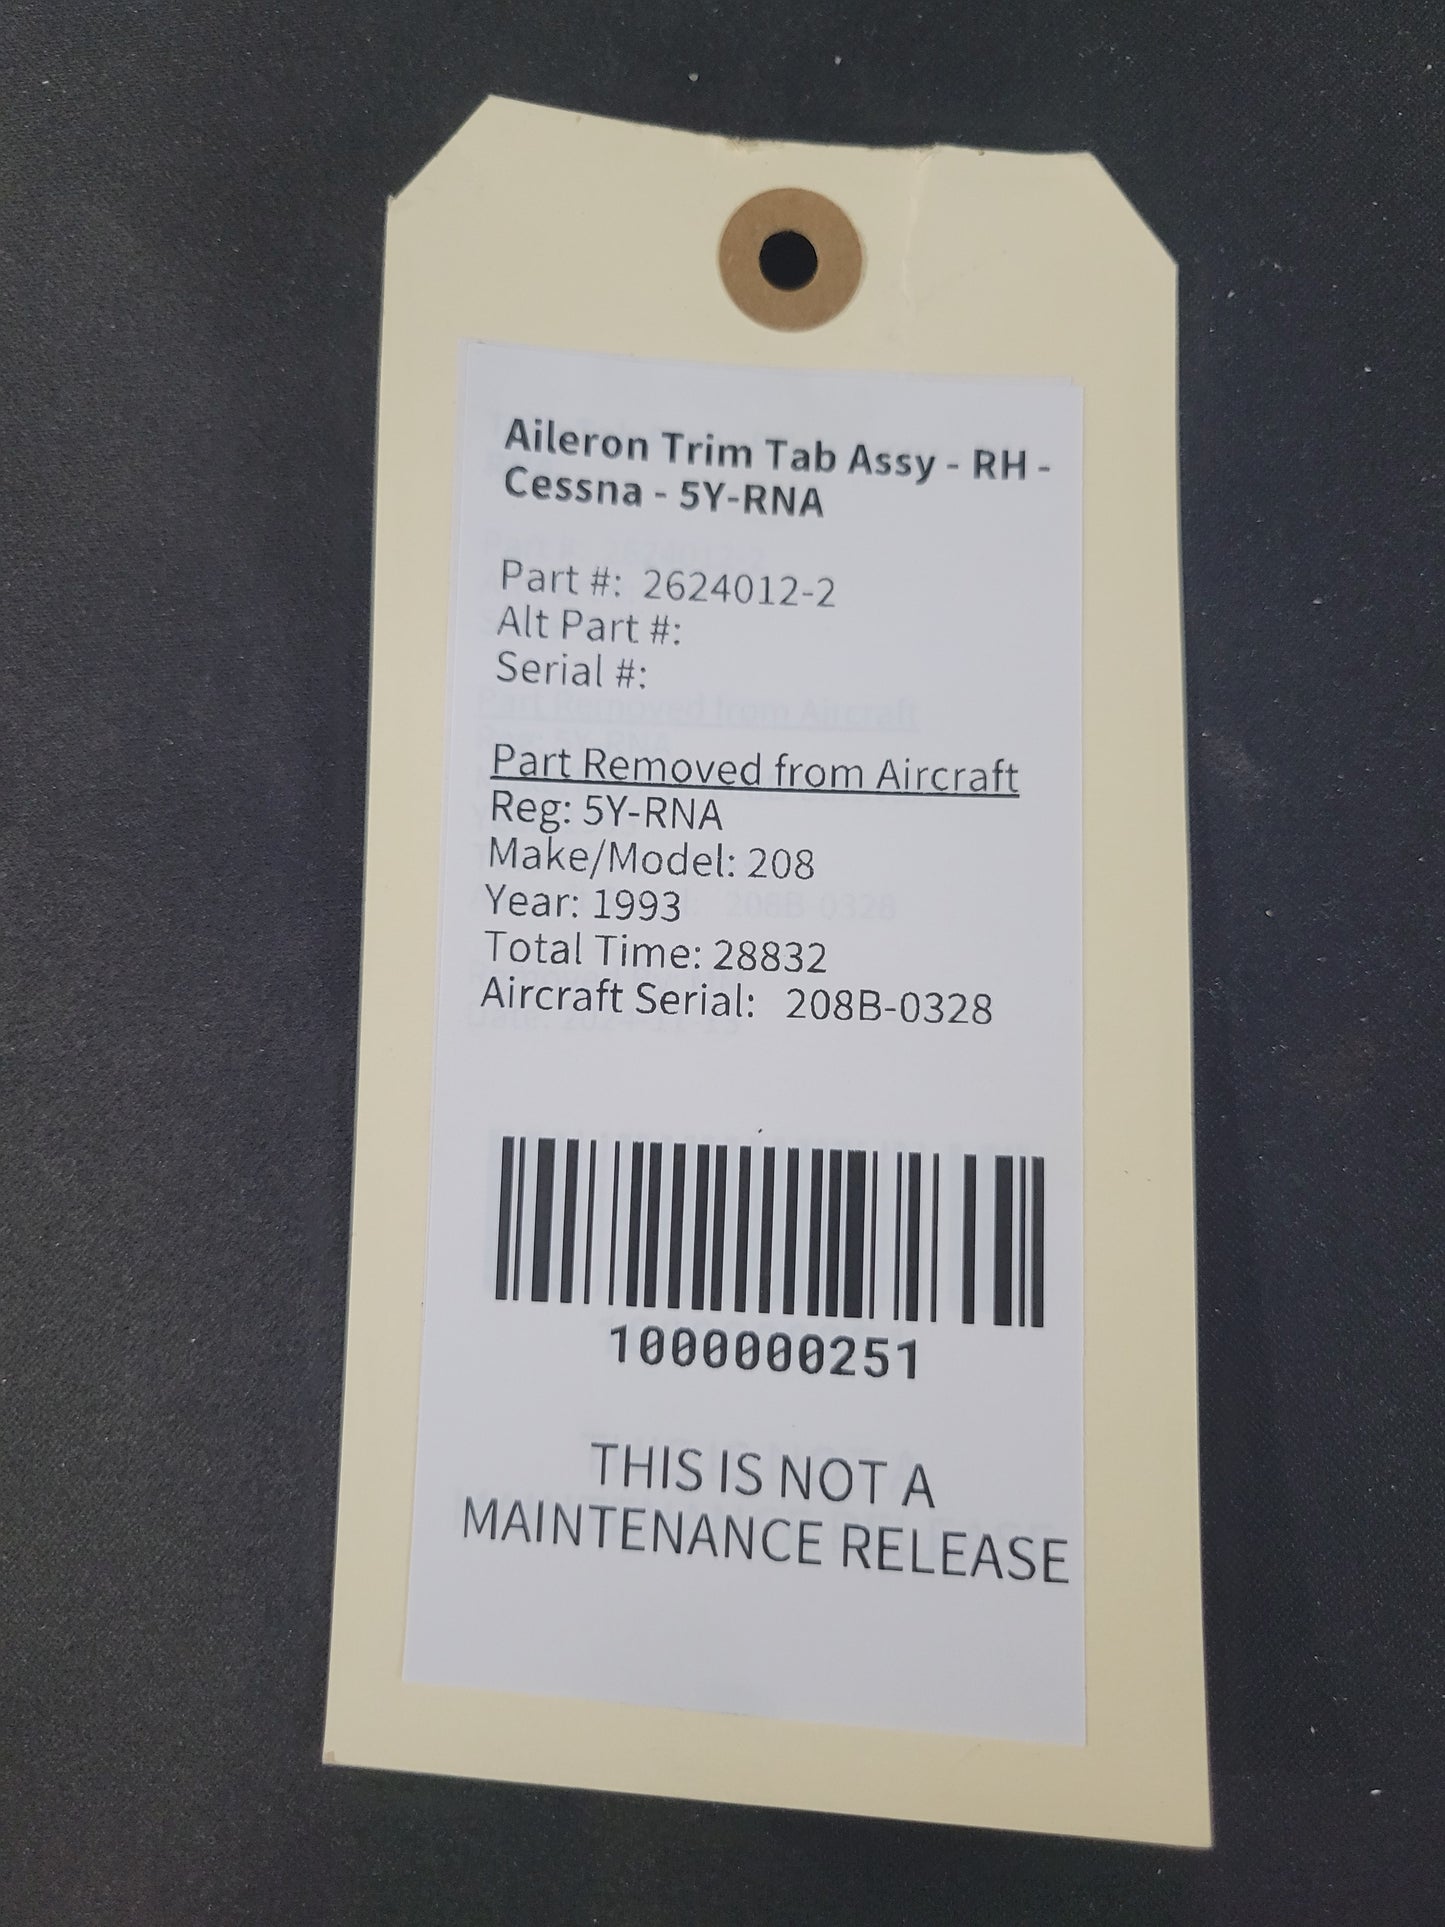 Aileron Trim Tab Assy - RH -
Cessna - 5Y-RNA
Part #: 2624012-2
Alt Part #:
Serial #:
Part Removed from Aircraft
Reg: 5Y-RNA
Make/Model: 208
Year: 1993
Total Time: 28832
Aircraft Serial: 208B-0328
1000000251
THIS IS NOT A
MAINTENANCE RELEASE